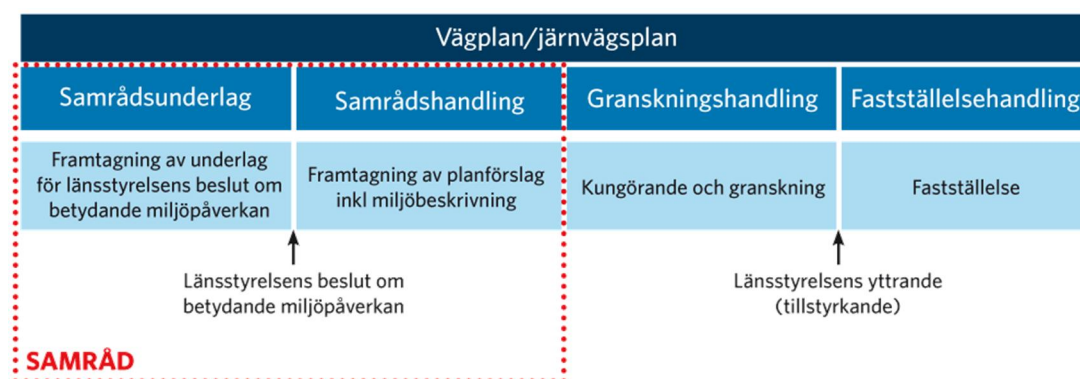 Vägplan/järnvägsplan
Samrådsunderlag
Samrådshandling
Granskningshandling
Fastställelsehandling
Framtagning av underlag
för länsstyrelsens beslut om
betydande miljöpåverkan
Framtagning av planförslag
inkl miljöbeskrivning
Kungörande och granskning
Fastställelse
Länsstyrelsens beslut om
betydande miljöpåverkan
Länsstyrelsens yttrande
(tillstyrkande)
SAMRÅD